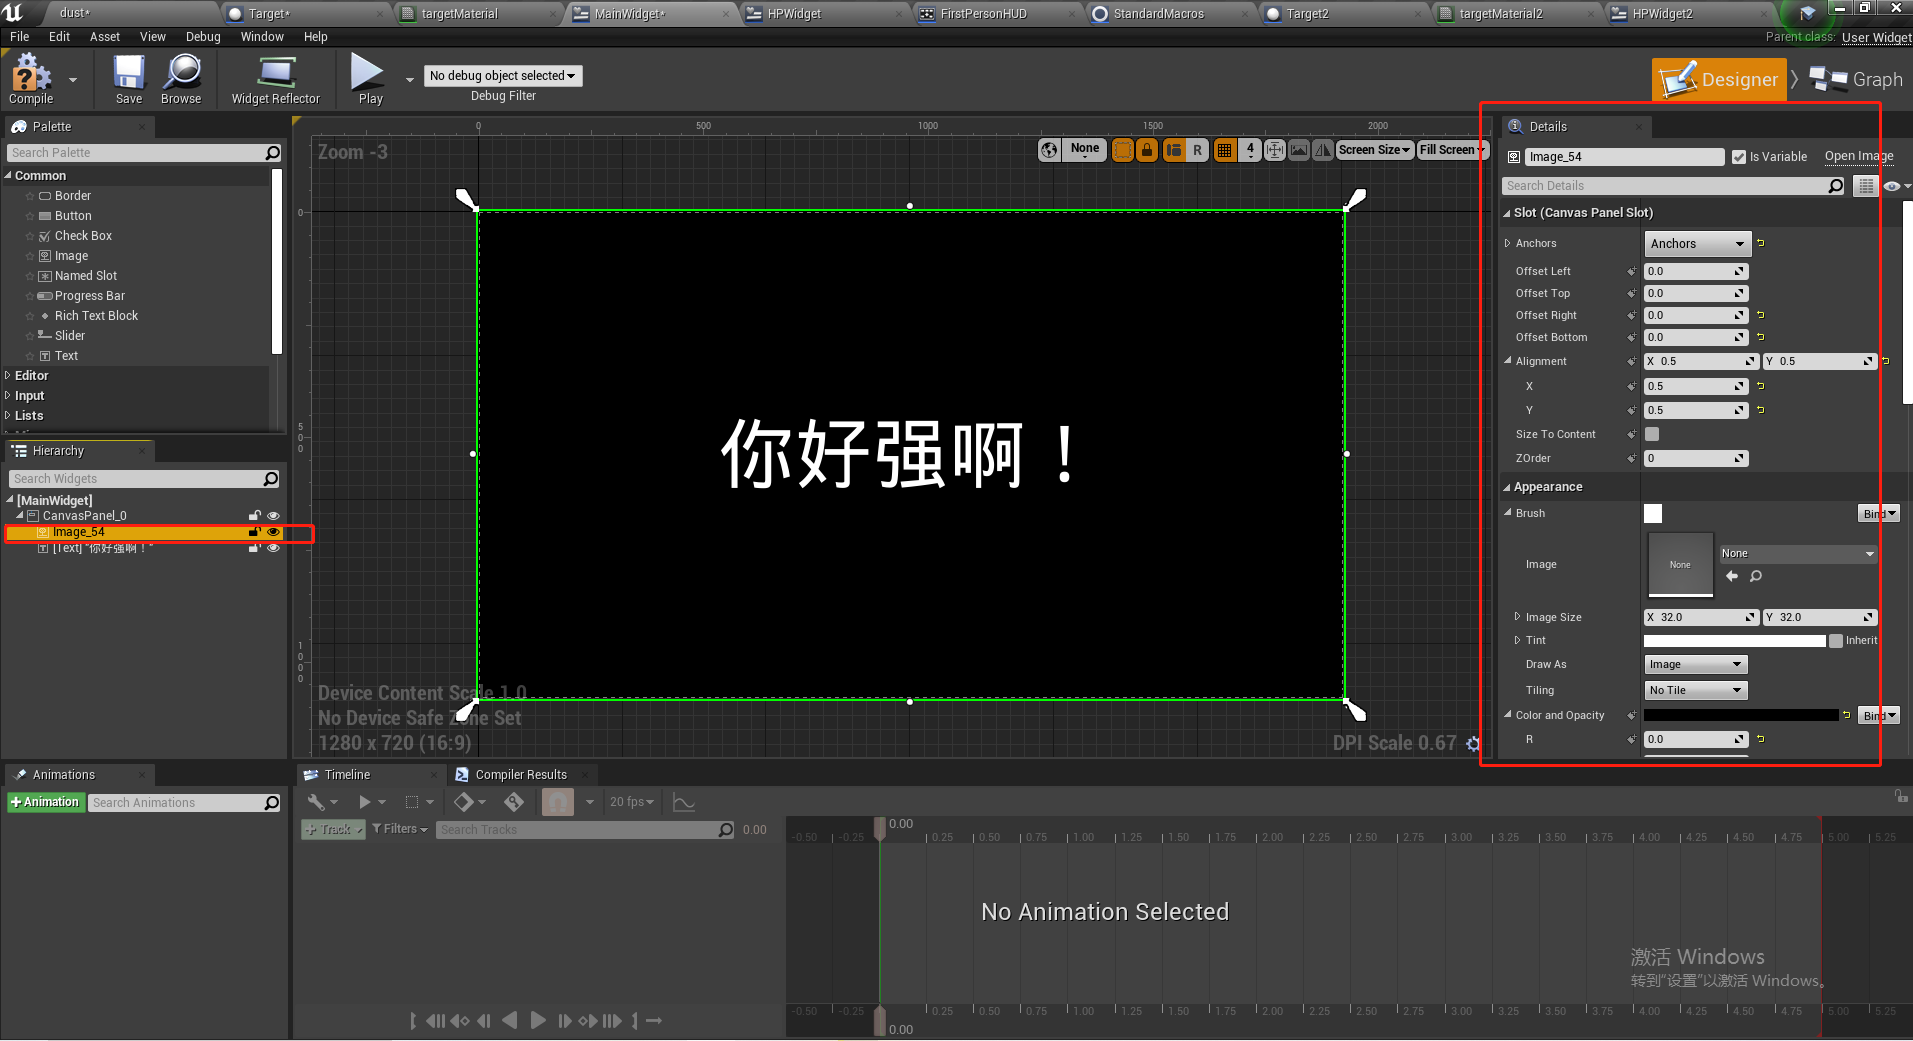 dust*
Target*
targetMaterial
MainWidget*
HPWidget
FirstPersonHUD
StandardMacros
Target2
targetMaterial2
HPWidget2
File Edit Asset View Debug Window Help
Parent class: User Widget
Compile
Save
Browse
Widget Reflector
Play
No debug object selected
Debug Filter
Designer
Graph
Palette
Search Palette
Common
Border
Button
Check Box
Image
Named Slot
Progress Bar
Rich Text Block
Slider
Text
Editor
Input
Lists
Hierarchy
Search Widgets
[MainWidget]
CanvasPanel_0
Image_54
[Text] "你好强啊！"
0 500 1000 1500 2000
Zoom -3
None
R
4
Screen Size
Fill Screen
0
5
0
0
1
0
0
0
你好强啊！
Device Content Scale 1.0
No Device Safe Zone Set
1280 x 720 (16:9)
DPI Scale 0.67
Details
Image_54
Is Variable
Open Image
Search Details
Slot (Canvas Panel Slot)
Anchors Anchors
Offset Left 0.0
Offset Top 0.0
Offset Right 0.0
Offset Bottom 0.0
Alignment X 0.5 Y 0.5
X 0.5
Y 0.5
Size To Content
ZOrder 0
Appearance
Brush Bind
Image None None
Image Size X 32.0 Y 32.0
Tint Inherit
Draw As Image
Tiling No Tile
Color and Opacity Bind
R 0.0
Animations
+Animation Search Animations
Timeline
Compiler Results
20 fps
+ Track Filters Search Tracks 0.00
0.00
-0.50 -0.25 0.25 0.50 0.75 1.00 1.25 1.50 1.75 2.00 2.25 2.50 2.75 3.00 3.25 3.50 3.75 4.00 4.25 4.50 4.75 5.00 5.25
No Animation Selected
激活 Windows
转到"设置"以激活 Windows。
-0.50 -0.25 0.25 0.50 0.75 1.00 1.25 1.50 1.75 2.00 2.25 2.50 2.75 3.00 3.25 3.50 3.75 4.00 4.25 4.50 4.75 5.00 5.25
0.00